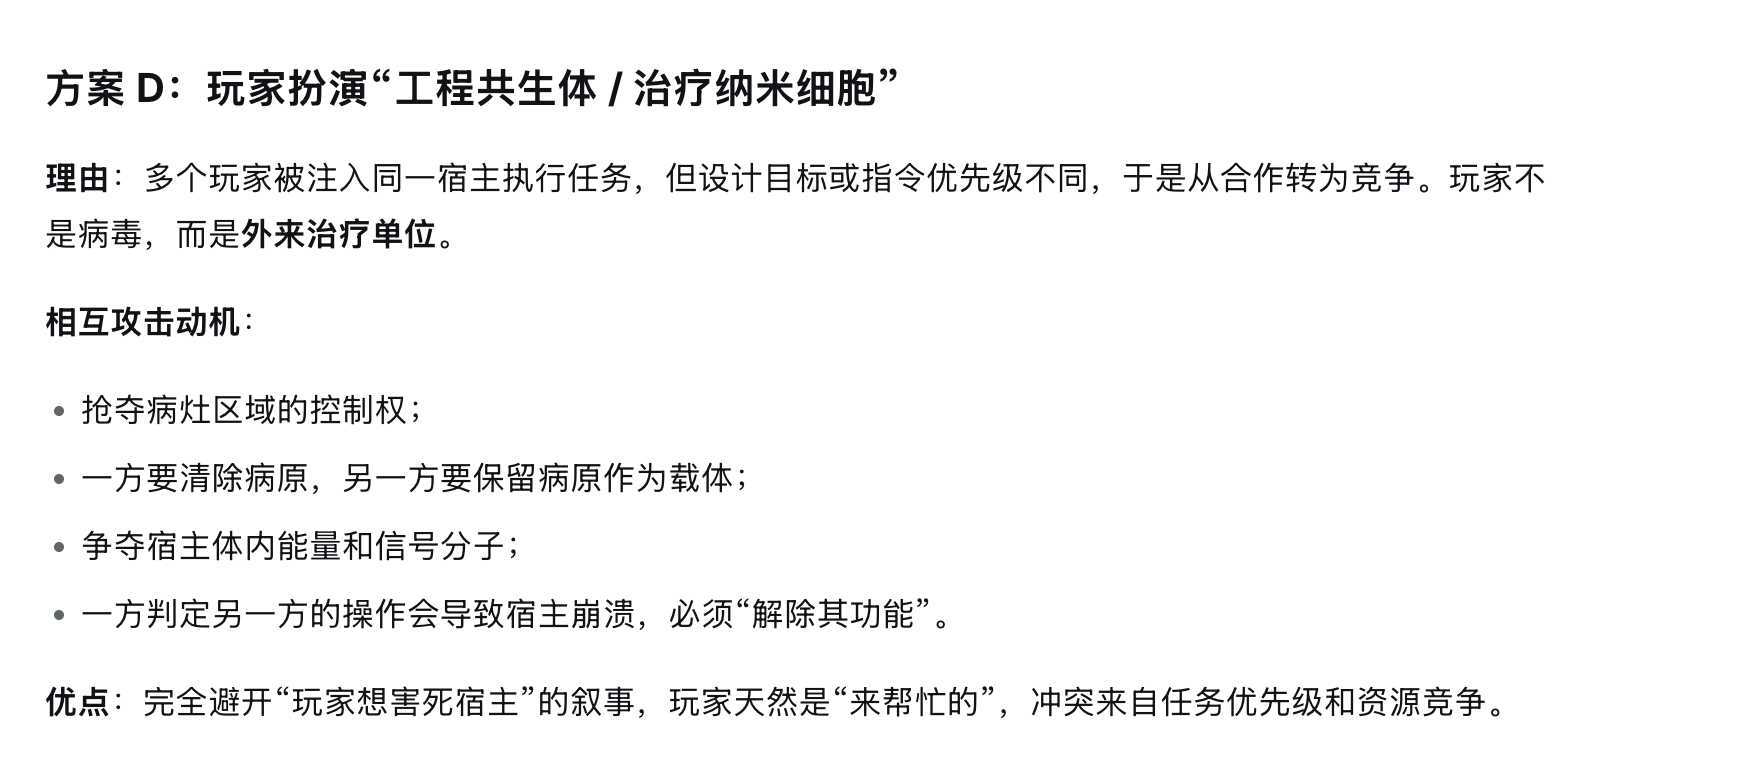 方案 D：玩家扮演“工程共生体 / 治疗纳米细胞”
理由：多个玩家被注入同一宿主执行任务，但设计目标或指令优先级不同，于是从合作转为竞争。玩家不
是病毒，而是外来治疗单位。
相互攻击动机：
• 抢夺病灶区域的控制权；
• 一方要清除病原，另一方要保留病原作为载体；
• 争夺宿主体内能量和信号分子；
• 一方判定另一方的操作会导致宿主崩溃，必须“解除其功能”。
优点：完全避开“玩家想害死宿主”的叙事，玩家天然是“来帮忙的”，冲突来自任务优先级和资源竞争。